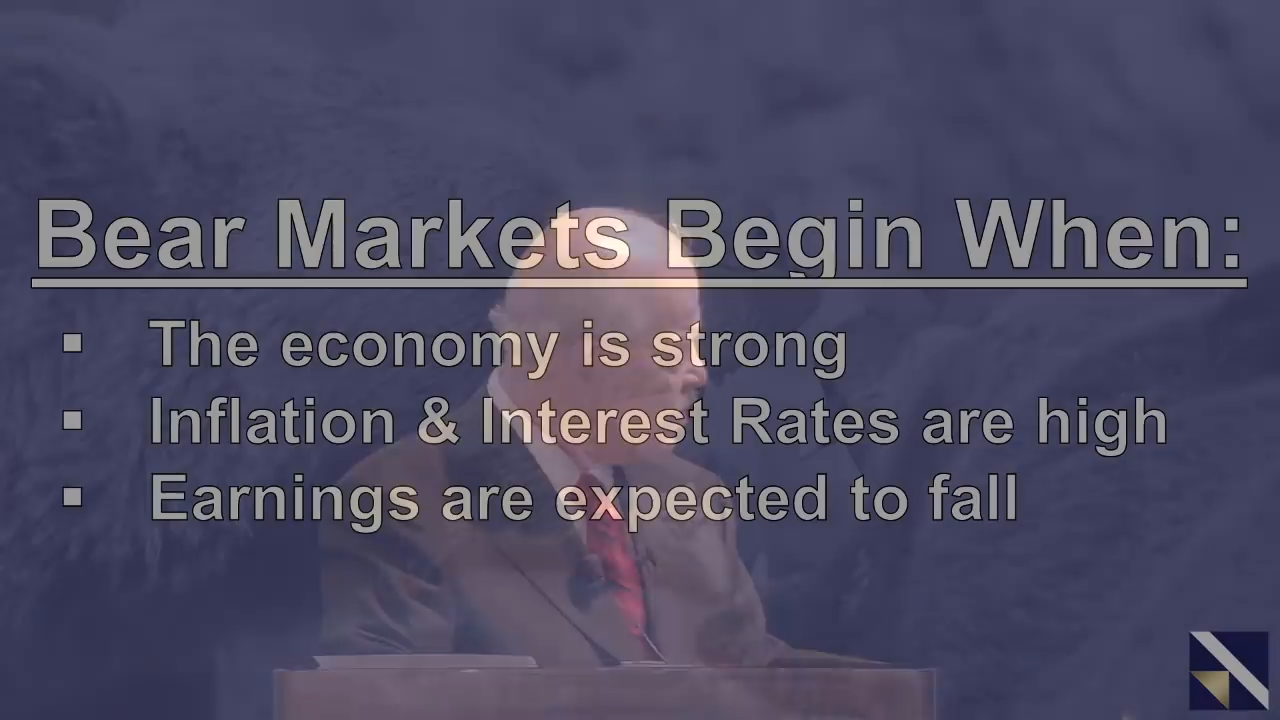 Bear Markets Begin When:
▪ The economy is strong
▪ Inflation & Interest Rates are high
▪ Earnings are expected to fall